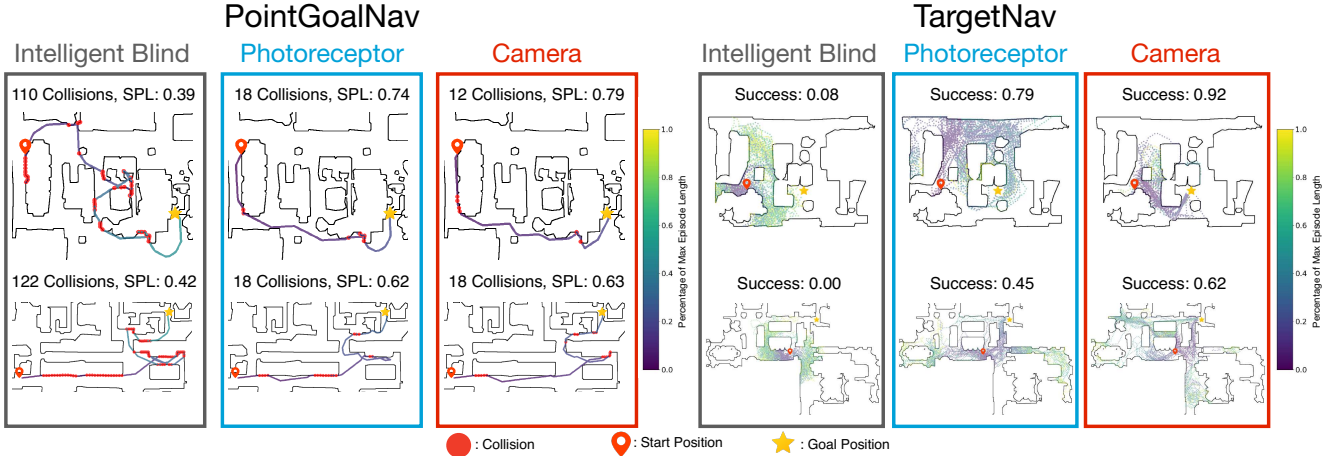 PointGoalNav
TargetNav
Intelligent Blind
Photoreceptor
Camera
Intelligent Blind
Photoreceptor
Camera
110 Collisions, SPL: 0.39
18 Collisions, SPL: 0.74
12 Collisions, SPL: 0.79
Success: 0.08
Success: 0.79
Success: 0.92
122 Collisions, SPL: 0.42
18 Collisions, SPL: 0.62
18 Collisions, SPL: 0.63
Success: 0.00
Success: 0.45
Success: 0.62
1.0
0.8
0.6
0.4
0.2
0.0
Percentage of Max Episode Length
1.0
0.8
0.6
0.4
0.2
0.0
Percentage of Max Episode Length
: Collision
: Start Position
: Goal Position